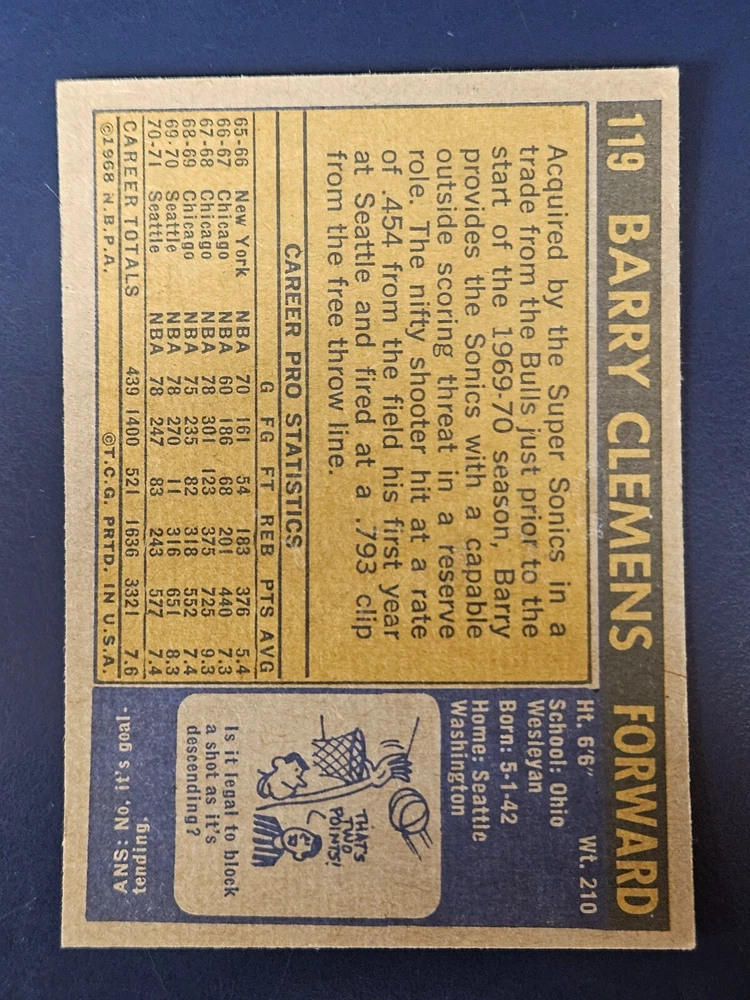 119 BARRY CLEMENS FORWARD
Acquired by the Super Sonics in a
trade from the Bulls just prior to the
start of the 1969-70 season, Barry
provides the Sonics with a capable
outside scoring threat in a reserve
role. The nifty shooter hit at a rate
of .454 from the field his first year
at Seattle and fired at a .793 clip
from the free throw line.
CAREER PRO STATISTICS
G FG FT REB PTS AVG
65-66 New York NBA 70 161 54 183 376 5.4
66-67 Chicago NBA 60 186 68 201 440 7.3
67-68 Chicago NBA 78 301 123 375 725 9.3
68-69 Chicago NBA 75 235 82 318 552 7.4
69-70 Seattle NBA 78 270 11 316 651 8.3
70-71 Seattle NBA 78 247 83 243 577 7.4
CAREER TOTALS 439 1400 521 1636 3321 7.6
©1968 N.B.P.A. ©T.C.G. PRTD. IN U.S.A.
Ht. 6'6" Wt. 210
School: Ohio
Wesleyan
Born: 5-1-42
Home: Seattle
Washington
THAT'S
TWO
POINTS!
Is it legal to block
a shot as it's
descending?
ANS: No, it's goal-
tending.